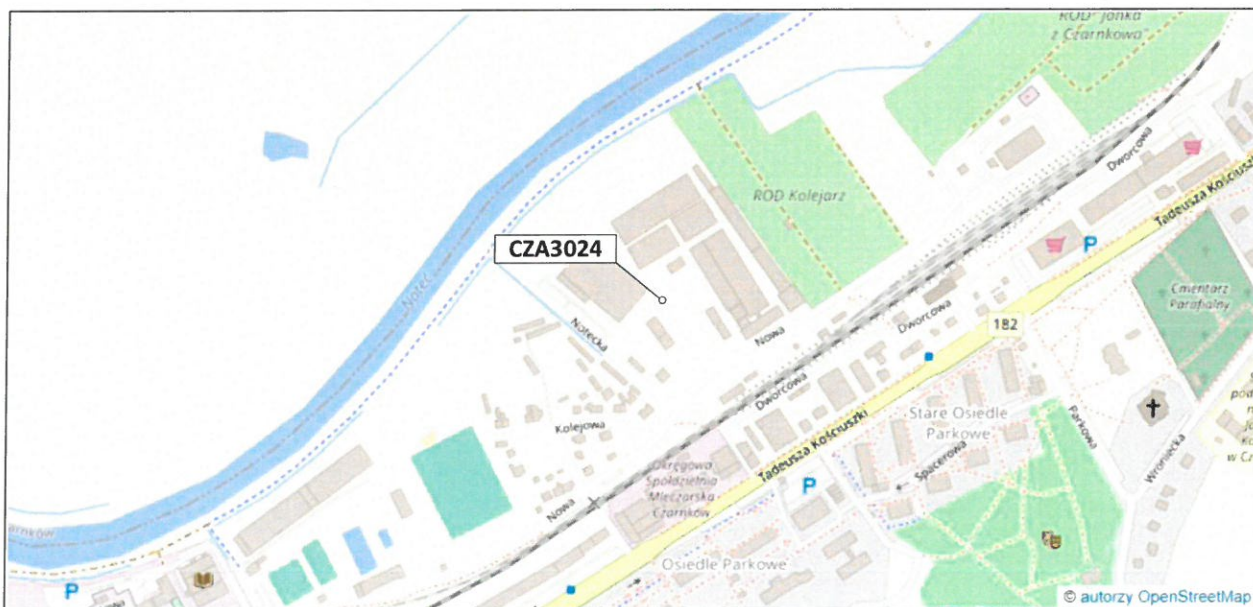 ROD "Jonka
z Czarnkowa"
ROD Kolejarz
Dworcowa
Tadeusza Kościuszki
P
CZA3024
Noteć
Notecka
Nowa
Dworcowa
182
Cmentarz
Parafialny
Dworcowa
Kolejowa
Stare Osiedle
Parkowe
Parkowa
Spacerowa
Wroniecka
w Cz
Tadeusza Kościuszki
Okręgowa
Spółdzielnia
Mleczarska
Czarnków
Nowa
P
Osiedle Parkowe
P
© autorzy OpenStreetMap